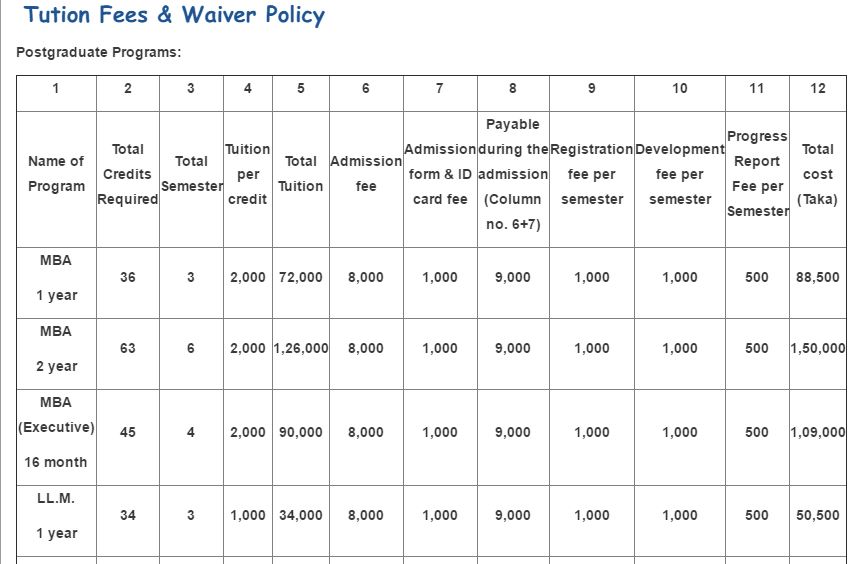 Tution Fees & Waiver Policy
Postgraduate Programs:
1 2 3 4 5 6 7 8 9 10 11 12
Name of Program Total Credits Required Total Semester Tuition per credit Total Tuition Admission fee Admission form & ID card fee Payable during the admission (Column no. 6+7) Registration fee per semester Development fee per semester Progress Report Fee per Semester Total cost (Taka)
MBA 1 year 36 3 2,000 72,000 8,000 1,000 9,000 1,000 1,000 500 88,500
MBA 2 year 63 6 2,000 1,26,000 8,000 1,000 9,000 1,000 1,000 500 1,50,000
MBA (Executive) 16 month 45 4 2,000 90,000 8,000 1,000 9,000 1,000 1,000 500 1,09,000
LL.M. 1 year 34 3 1,000 34,000 8,000 1,000 9,000 1,000 1,000 500 50,500